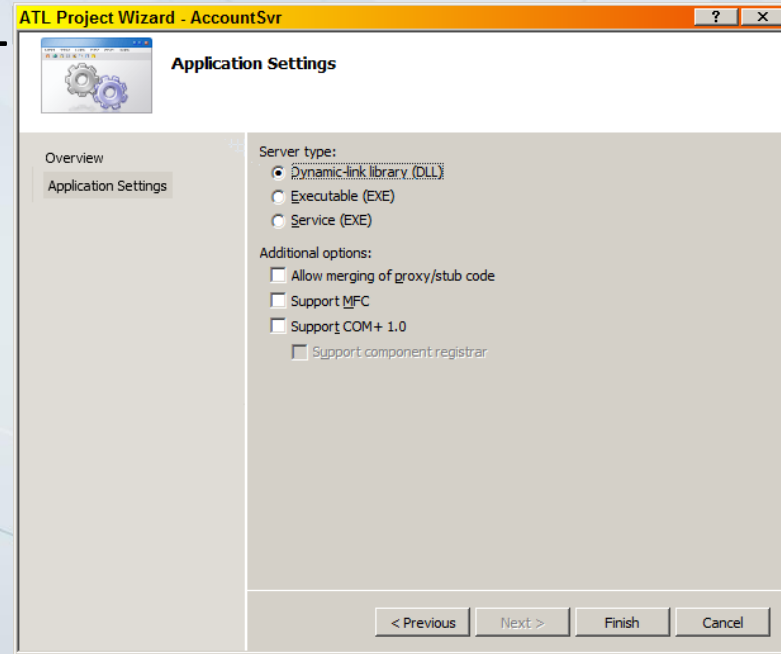 ATL Project Wizard - AccountSvr
? X
Application Settings
Overview
Application Settings
Server type:
Dynamic-link library (DLL)
Executable (EXE)
Service (EXE)
Additional options:
Allow merging of proxy/stub code
Support MFC
Support COM+ 1.0
Support component registrar
< Previous Next > Finish Cancel